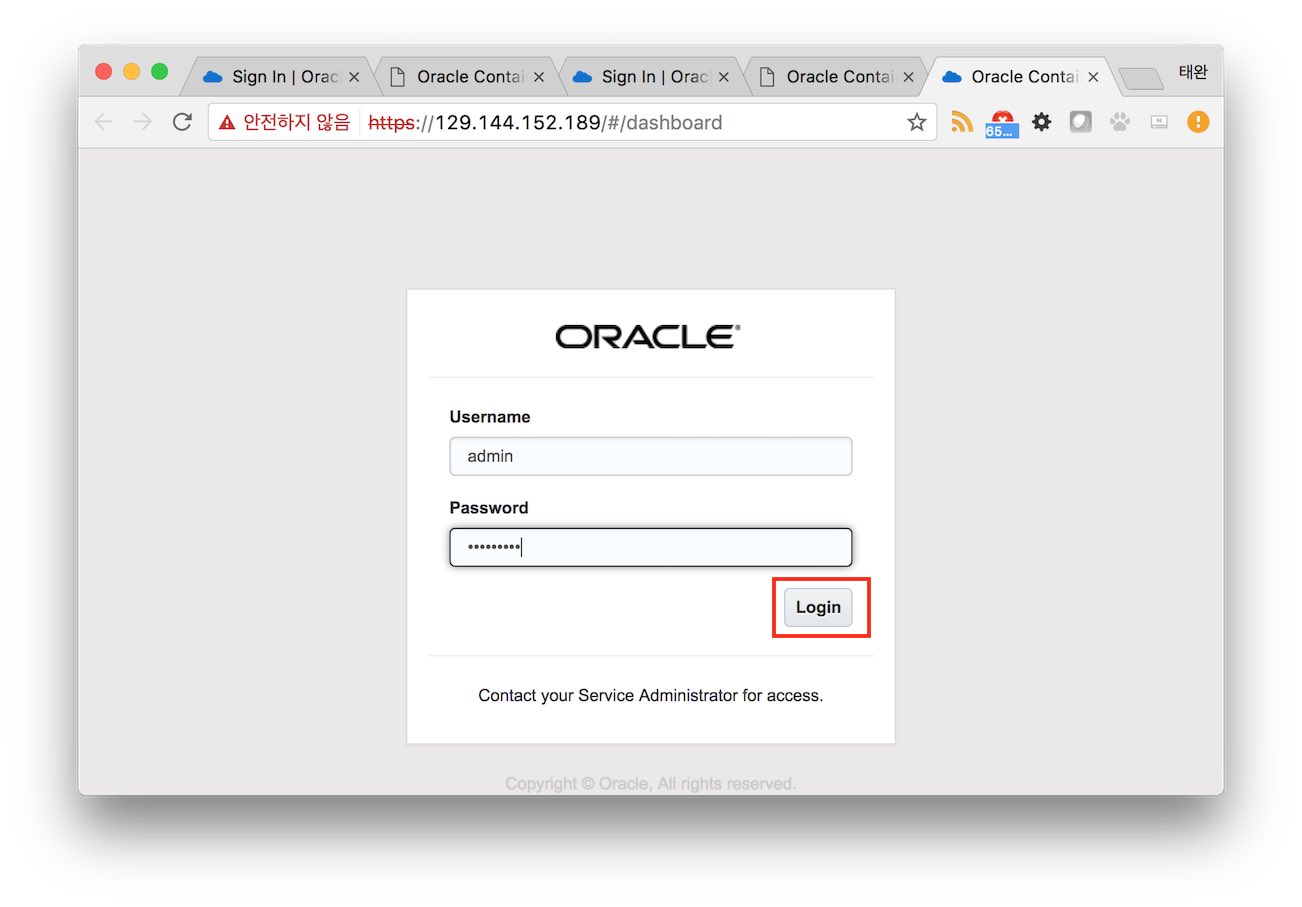 Sign In | Orac
Oracle Contai
Sign In | Orac
Oracle Contai
Oracle Contai
태완
안전하지 않음
https://129.144.152.189/#/dashboard
65...
N
ORACLE®
Username
admin
Password
•••••••••
Login
Contact your Service Administrator for access.
Copyright © Oracle, All rights reserved.